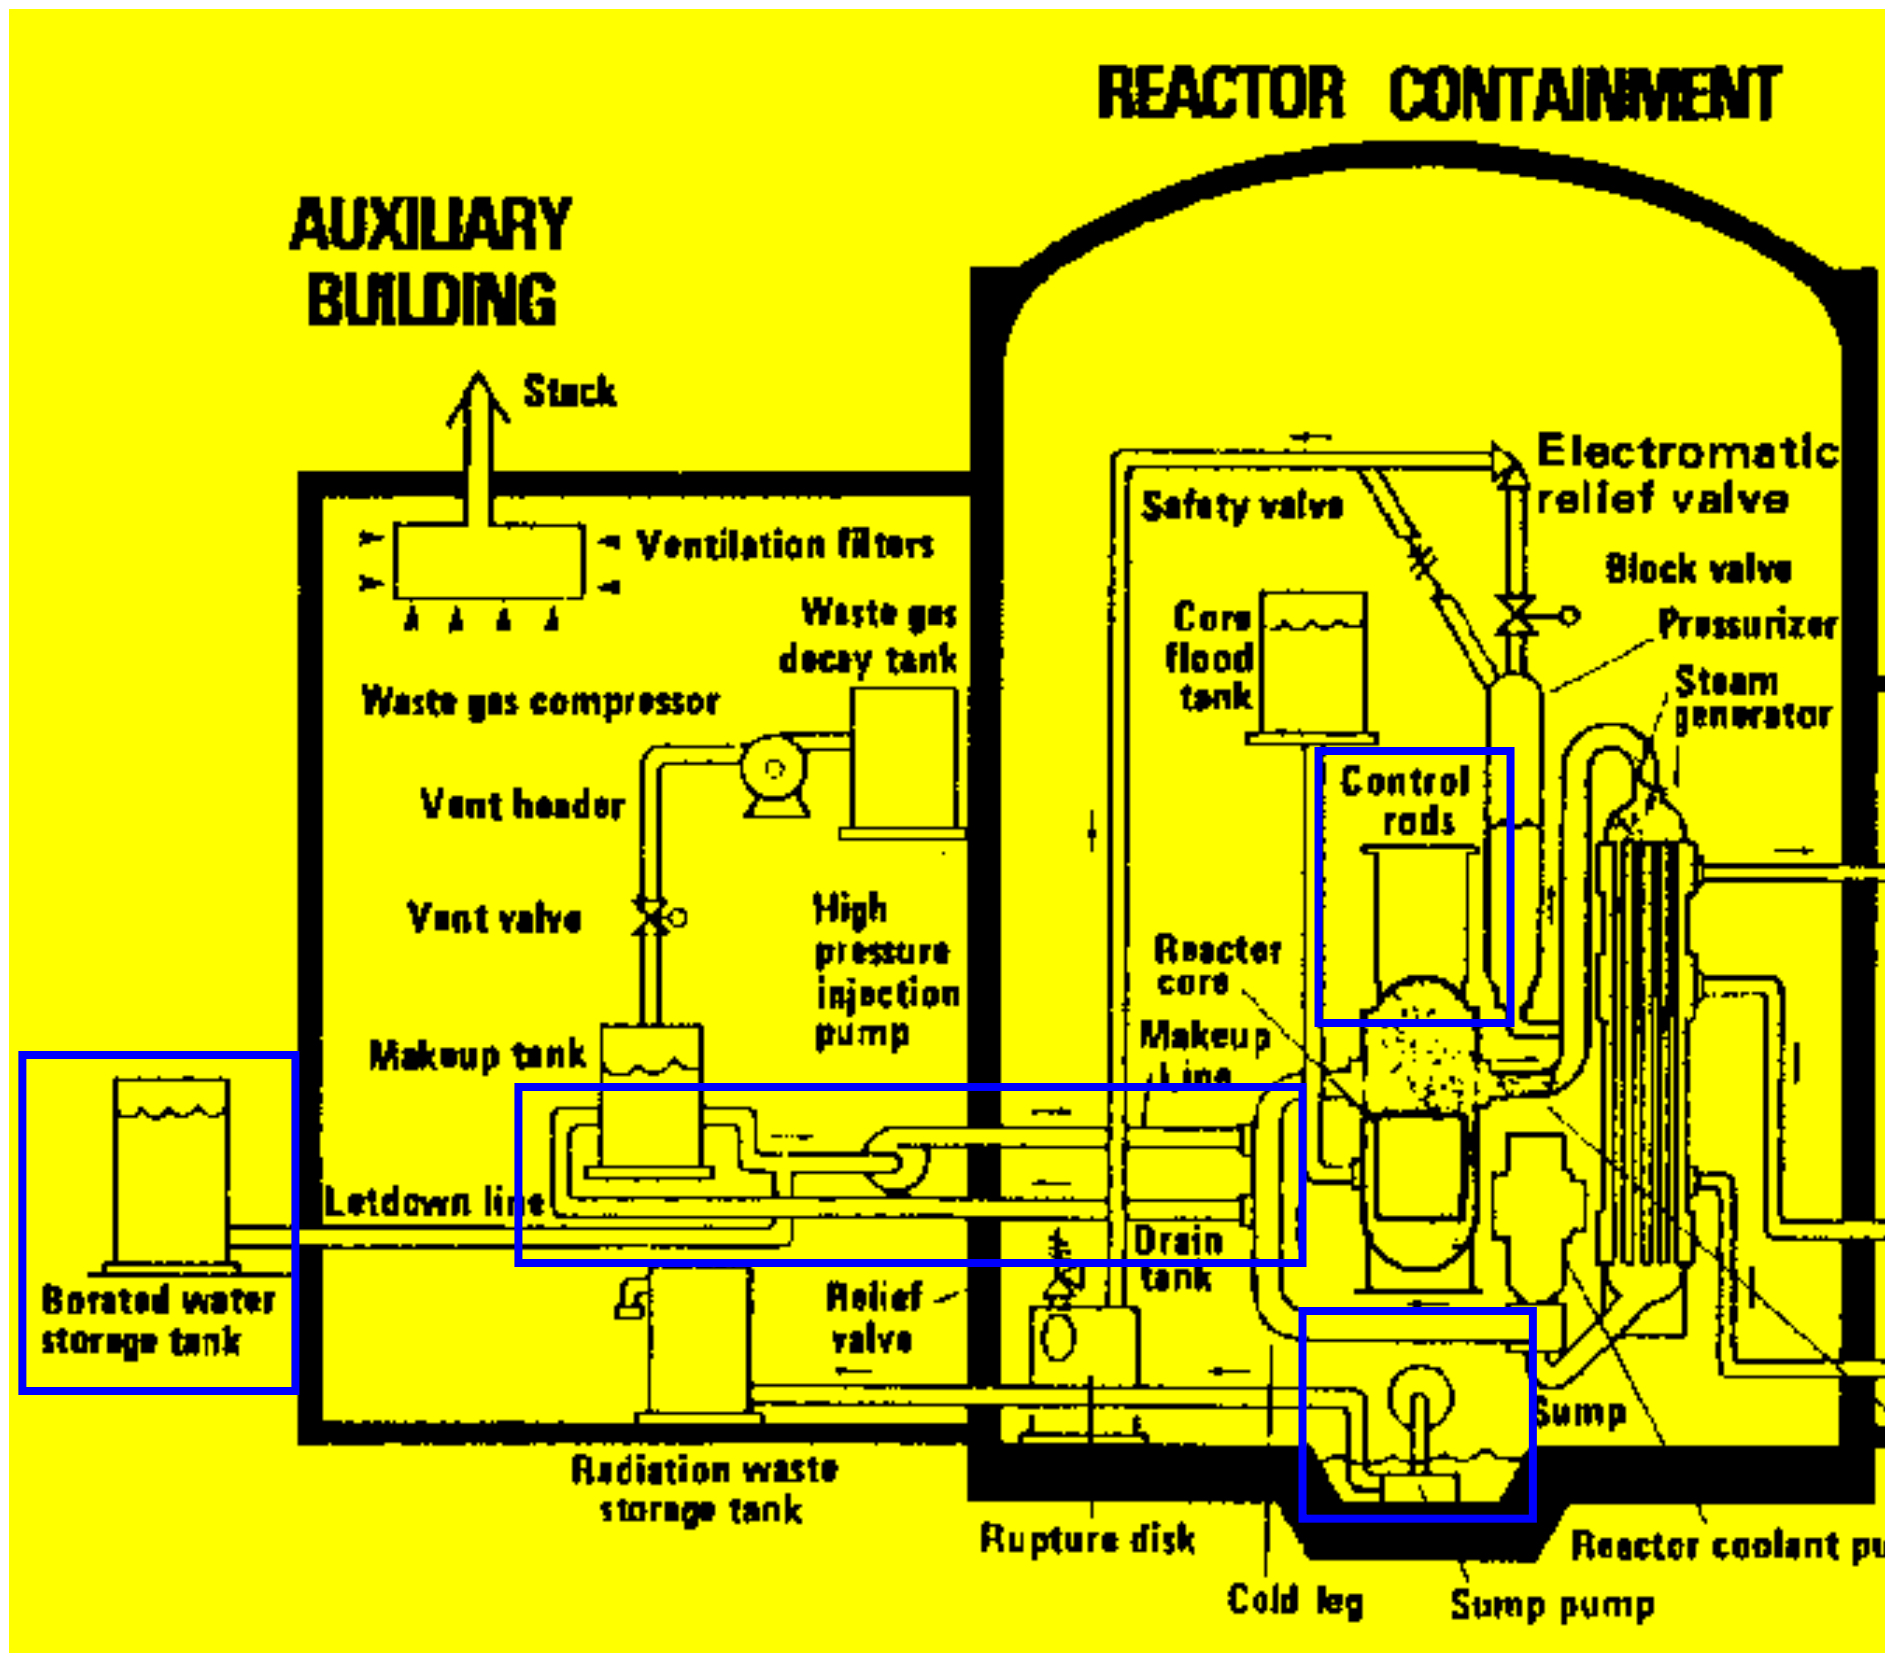 REACTOR CONTAINMENT
AUXILIARY
BUILDING
Stack
Electromatic
relief valve
Safety valve
Ventilation filters
Block valve
Waste gas
decay tank
Core
flood
tank
Pressurizer
Steam
generator
Waste gas compressor
Control
rods
Vent header
Vent valve
High
pressure
injection
pump
Reactor
core
Makeup
Line
Makeup tank
Letdown line
Drain
tank
Borated water
storage tank
Relief
valve
Sump
Radiation waste
storage tank
Rupture disk
Reactor coolant pu
Cold leg
Sump pump